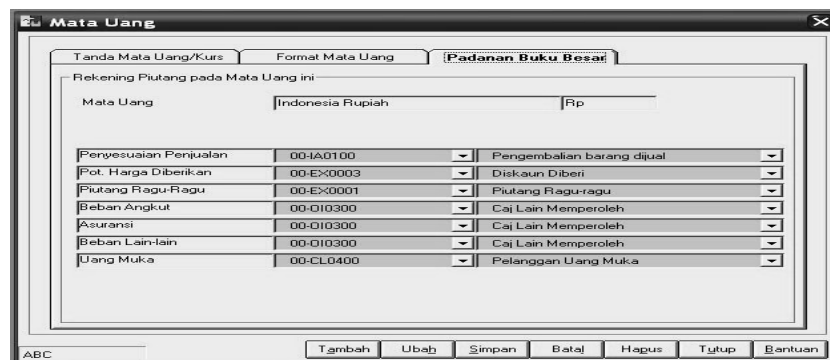 Mata Uang
Tanda Mata Uang/Kurs Format Mata Uang Padanan Buku Besar
Rekening Piutang pada Mata Uang ini
Mata Uang Indonesia Rupiah Rp
Penyesuaian Penjualan 00-IA0100 Pengembalian barang dijual
Pot. Harga Diberikan 00-EX0003 Diskaun Diberi
Piutang Ragu-Ragu 00-EX0001 Piutang Ragu-ragu
Beban Angkut 00-OI0300 Caj Lain Memperoleh
Asuransi 00-OI0300 Caj Lain Memperoleh
Beban Lain-lain 00-OI0300 Caj Lain Memperoleh
Uang Muka 00-CL0400 Pelanggan Uang Muka
ABC Tambah Ubah Simpan Batal Hapus Tutup Bantuan